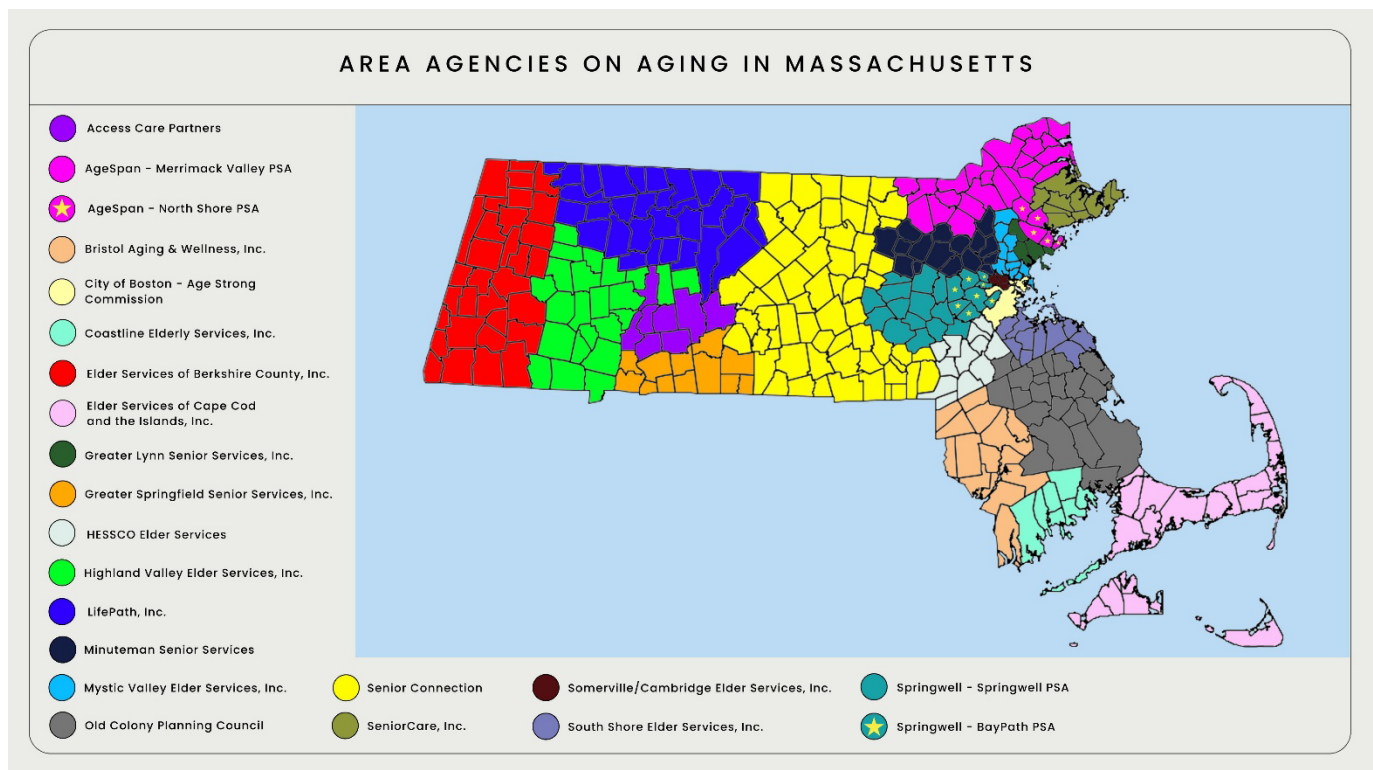 AREA AGENCIES ON AGING IN MASSACHUSETTS
Access Care Partners
AgeSpan - Merrimack Valley PSA
AgeSpan - North Shore PSA
Bristol Aging & Wellness, Inc.
City of Boston - Age Strong
Commission
Coastline Elderly Services, Inc.
Elder Services of Berkshire County, Inc.
Elder Services of Cape Cod
and the Islands, Inc.
Greater Lynn Senior Services, Inc.
Greater Springfield Senior Services, Inc.
HESSCO Elder Services
Highland Valley Elder Services, Inc.
LifePath, Inc.
Minuteman Senior Services
Mystic Valley Elder Services, Inc.
Old Colony Planning Council
Senior Connection
SeniorCare, Inc.
Somerville/Cambridge Elder Services, Inc.
South Shore Elder Services, Inc.
Springwell - Springwell PSA
Springwell - BayPath PSA